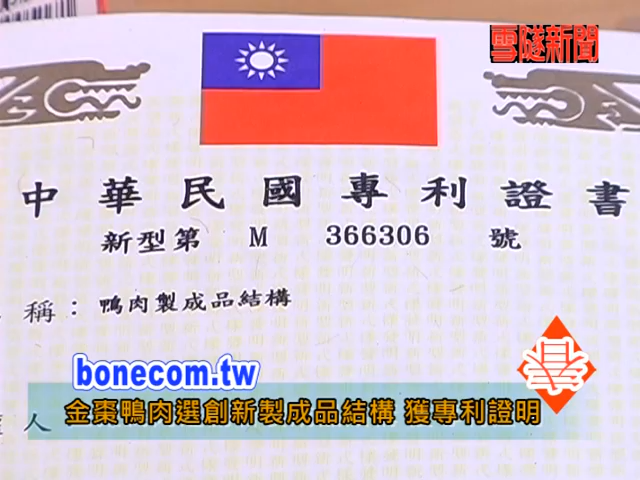 雪隧新聞
中華民國專利證書
新型第 M 366306 號
稱：鴨肉製成品結構
bonecom.tw
金棗鴨肉選創新製成品結構 獲專利證明
人